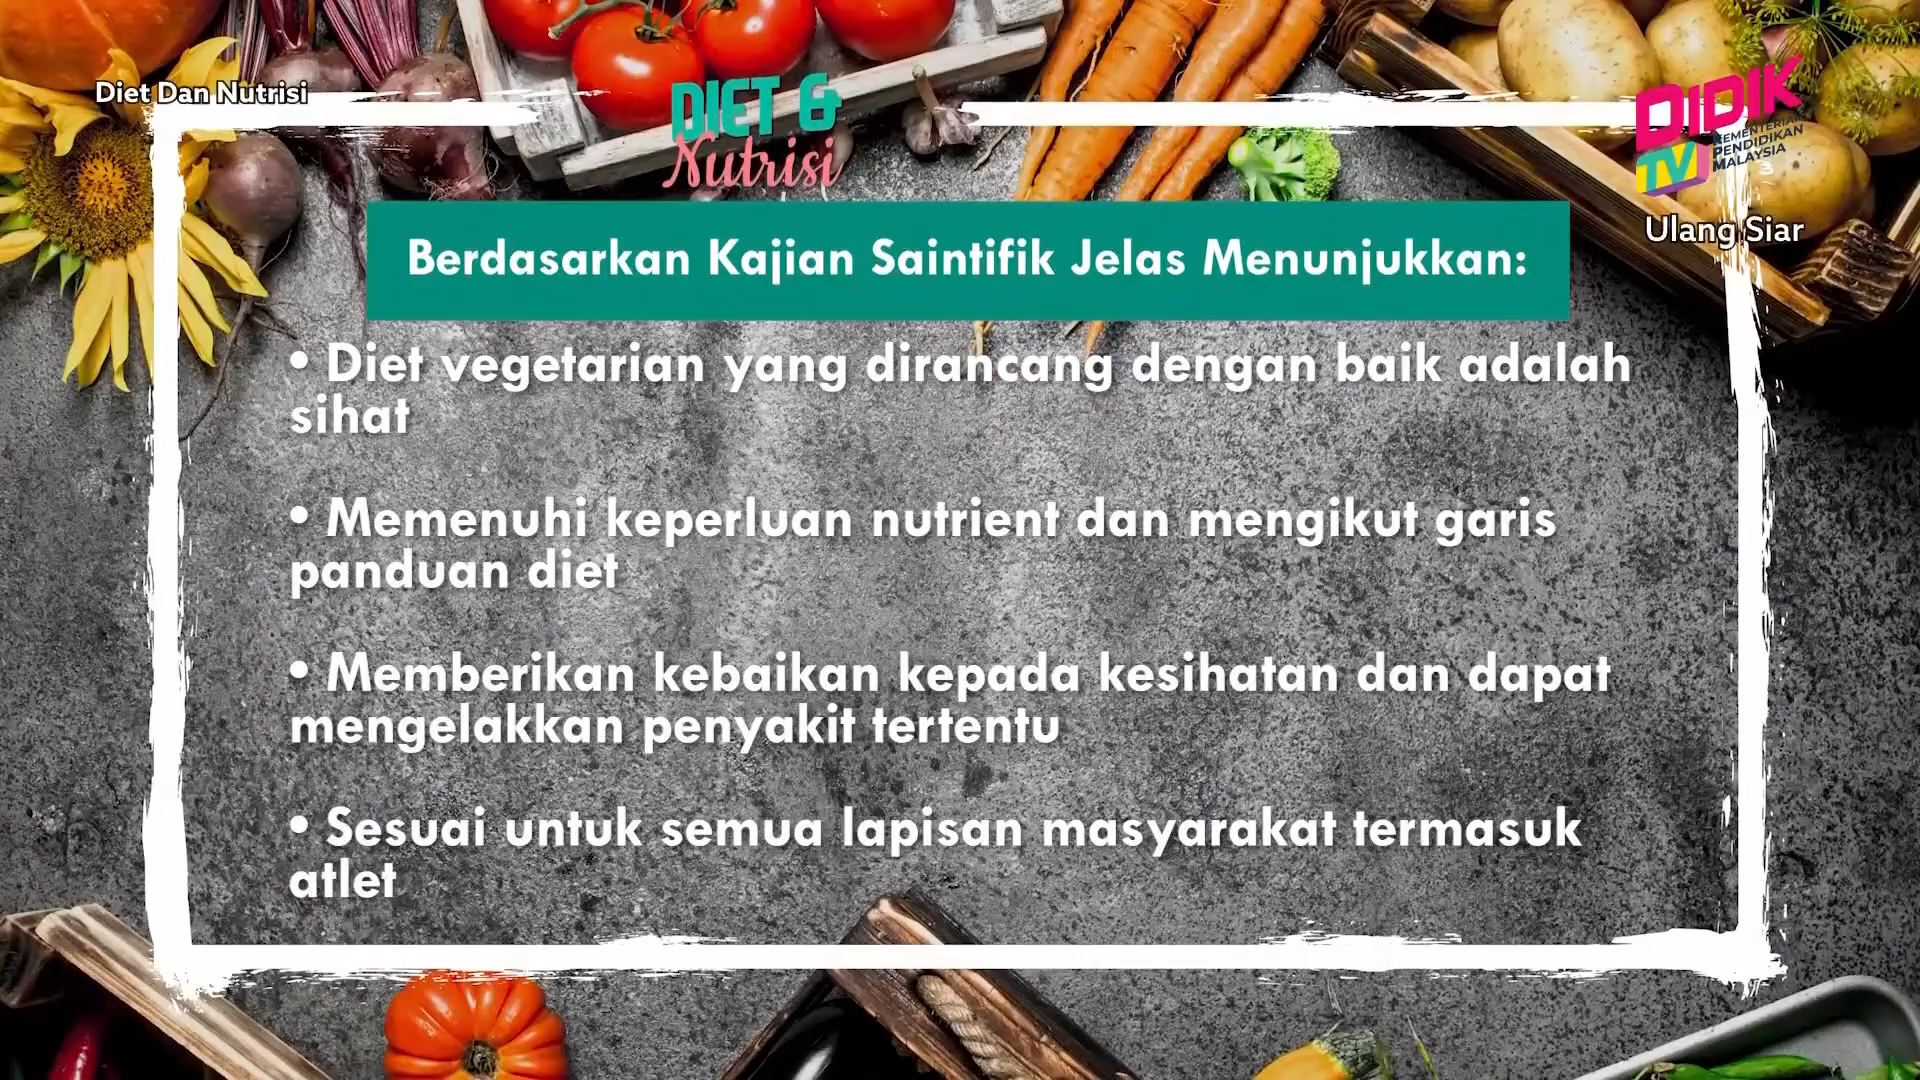 Diet Dan Nutrisi
DIET &
Nutrisi
DIDIK
TV
KEMENTERIAN
PENDIDIKAN
MALAYSIA
Ulang Siar
Berdasarkan Kajian Saintifik Jelas Menunjukkan:
• Diet vegetarian yang dirancang dengan baik adalah
sihat
• Memenuhi keperluan nutrient dan mengikut garis
panduan diet
• Memberikan kebaikan kepada kesihatan dan dapat
mengelakkan penyakit tertentu
• Sesuai untuk semua lapisan masyarakat termasuk
atlet